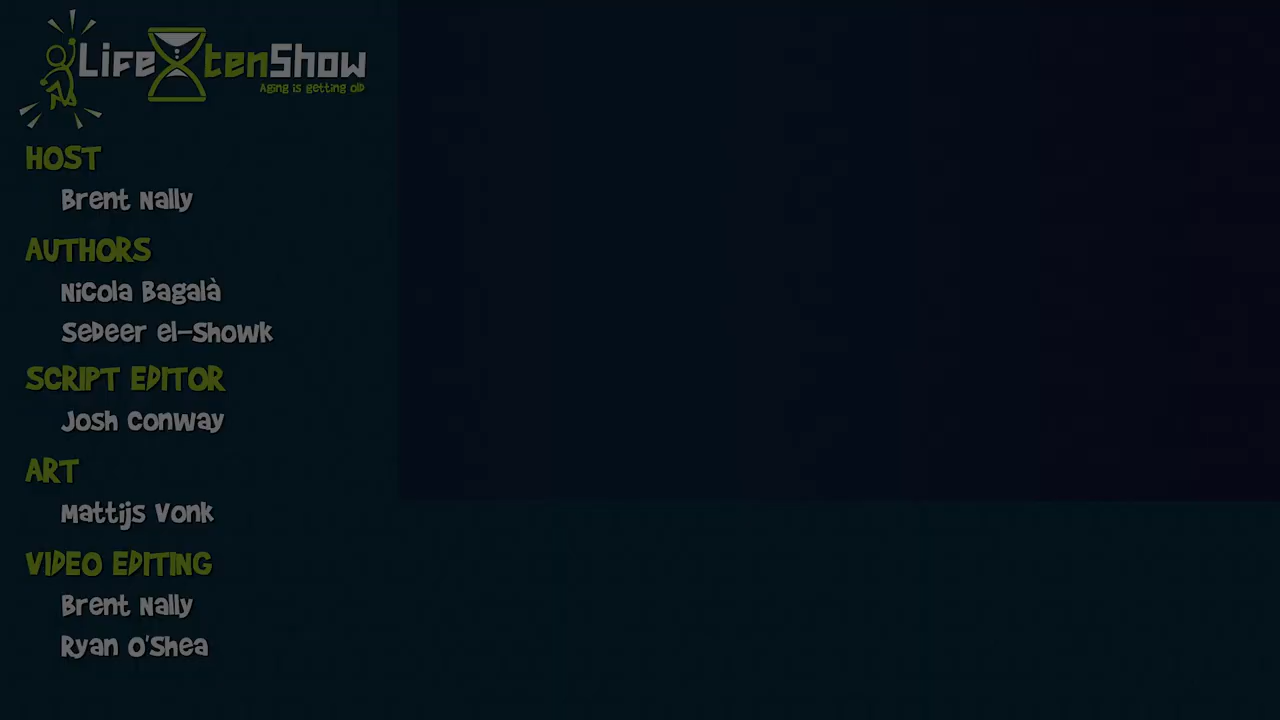 LifeXtenShow
Aging is getting old
HOST
Brent Nally
AUTHORS
Nicola Bagalà
Sedeer el-Showk
SCRIPT EDITOR
Josh Conway
ART
Mattijs Vonk
VIDEO EDITING
Brent Nally
Ryan O'Shea